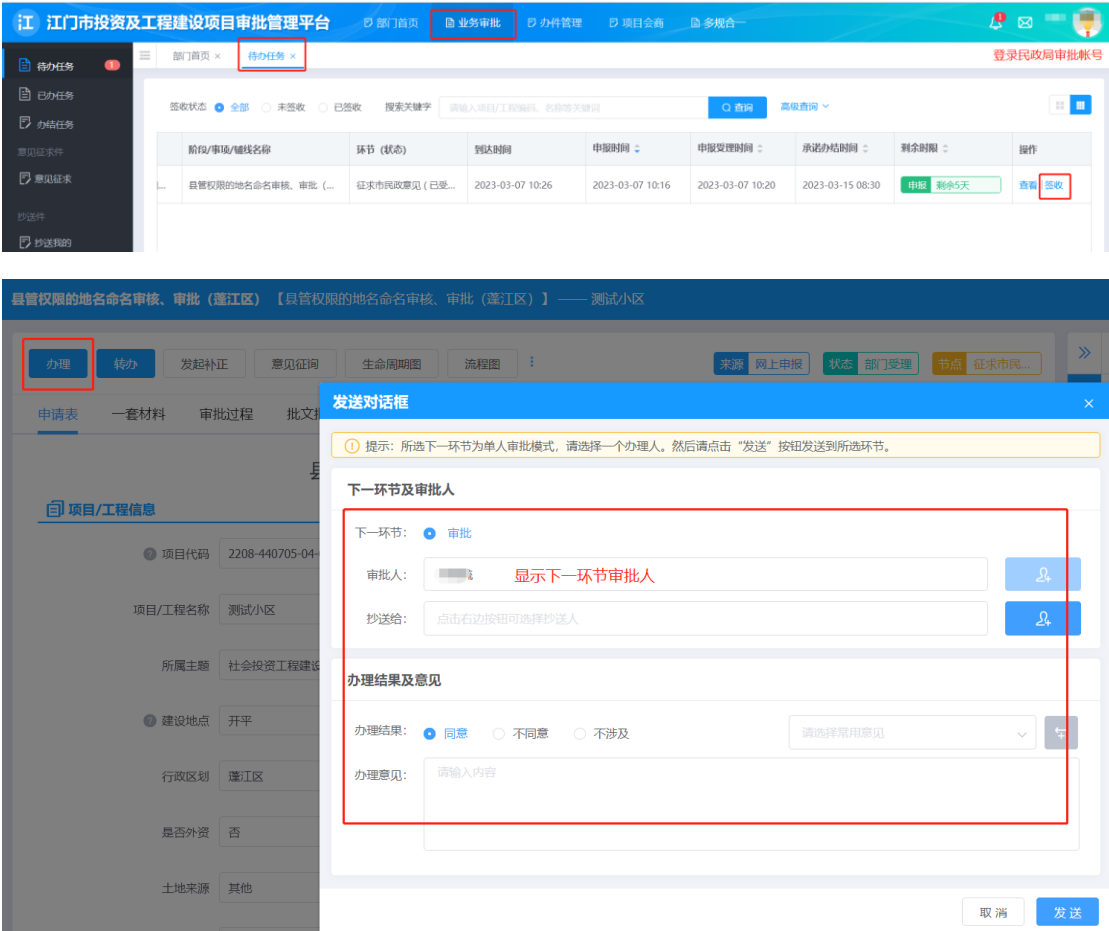 江 江门市投资及工程建设项目审批管理平台 部门首页 业务审批 办件管理 项目会商 多规合一
待办任务 1 部门首页 × 待办任务 × 登录民政局审批帐号
已办任务
签收状态 全部 未签收 已签收 搜索关键字 请输入项目/工程编码、名称等关键词 查询 高级查询
办结任务
意见征求件
阶段/事项/辅线名称 环节（状态） 到达时间 申报时间 申报受理时间 承诺办结时间 剩余时限 操作
意见征求
... 县管权限的地名命名审核、审批（... 征求市民政意见（已受... 2023-03-07 10:26 2023-03-07 10:16 2023-03-07 10:20 2023-03-15 08:30 申报 剩余5天 查看 签收
抄送件
抄送我的
县管权限的地名命名审核、审批（蓬江区） 【县管权限的地名命名审核、审批（蓬江区）】 —— 测试小区
办理 转办 发起补正 意见征询 生命周期图 流程图 来源 网上申报 状态 部门受理 节点 征求市民...
发送对话框 ×
申请表 一套材料 审批过程 批文批
提示：所选下一环节为单人审批模式，请选择一个办理人。然后请点击“发送”按钮发送到所选环节。
县
下一环节及审批人
项目/工程信息
下一环节： 审批
项目代码 2208-440705-04-
审批人： 显示下一环节审批人
项目/工程名称 测试小区
抄送给： 点击右边按钮可选择抄送人
所属主题 社会投资工程建设
办理结果及意见
建设地点 开平
办理结果： 同意 不同意 不涉及 请选择常用意见
行政区划 蓬江区
办理意见： 请输入内容
是否外资 否
土地来源 其他
取消 发送